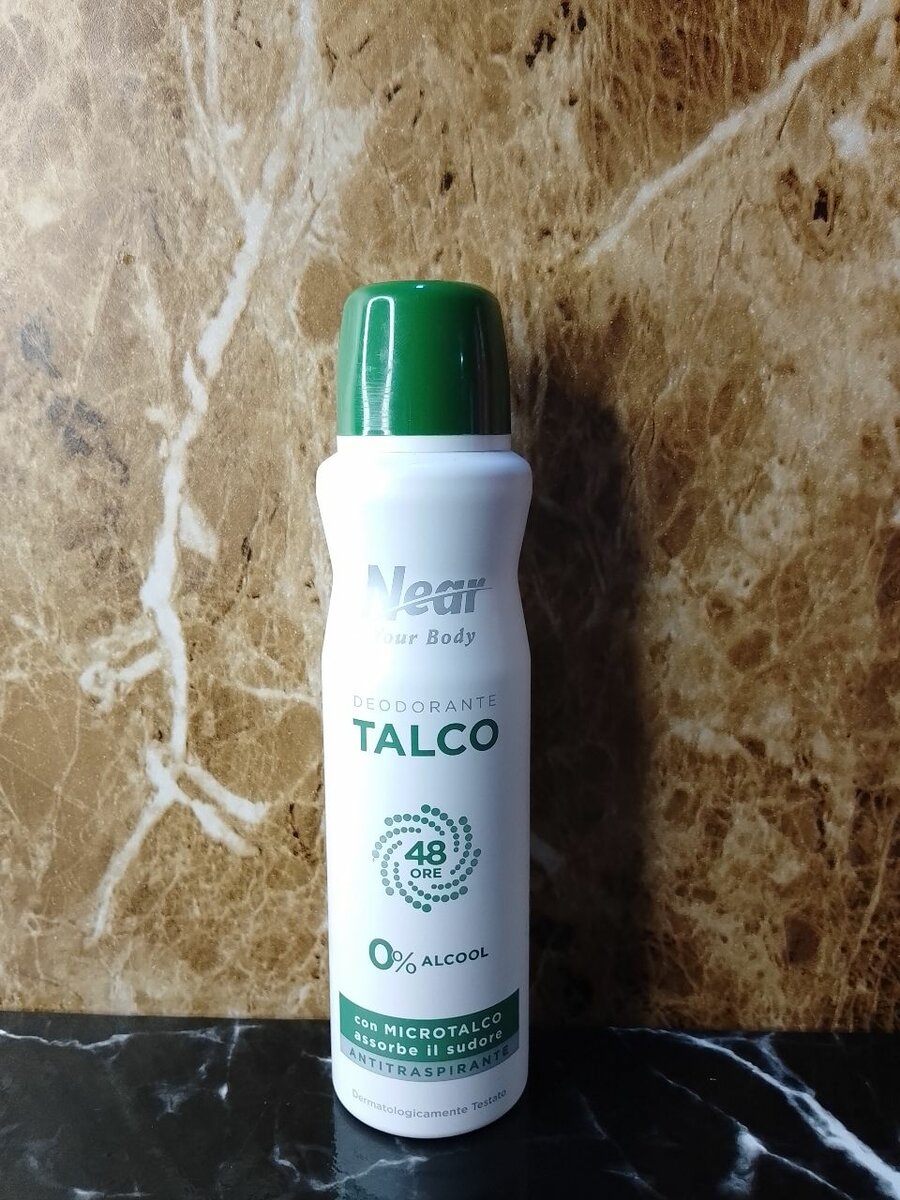 Near
Your Body
DEODORANTE
TALCO
48
ORE
0% ALCOOL
con MICROTALCO
assorbe il sudore
ANTITRASPIRANTE
Dermatologicamente Testato